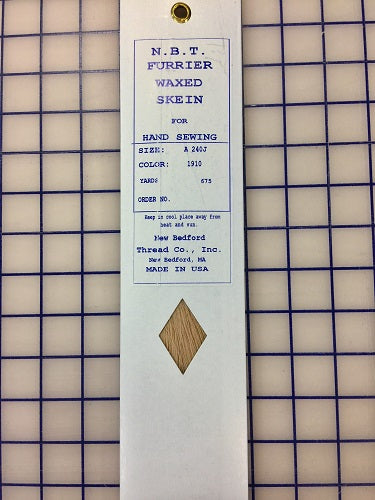 N.B.T.
FURRIER
WAXED
SKEIN
FOR
HAND SEWING
SIZE: A 240J
COLOR: 1910
YARDS 675
ORDER NO.
Keep in cool place away from
heat and sun.
New Bedford
Thread Co., Inc.
New Bedford, MA
MADE IN USA